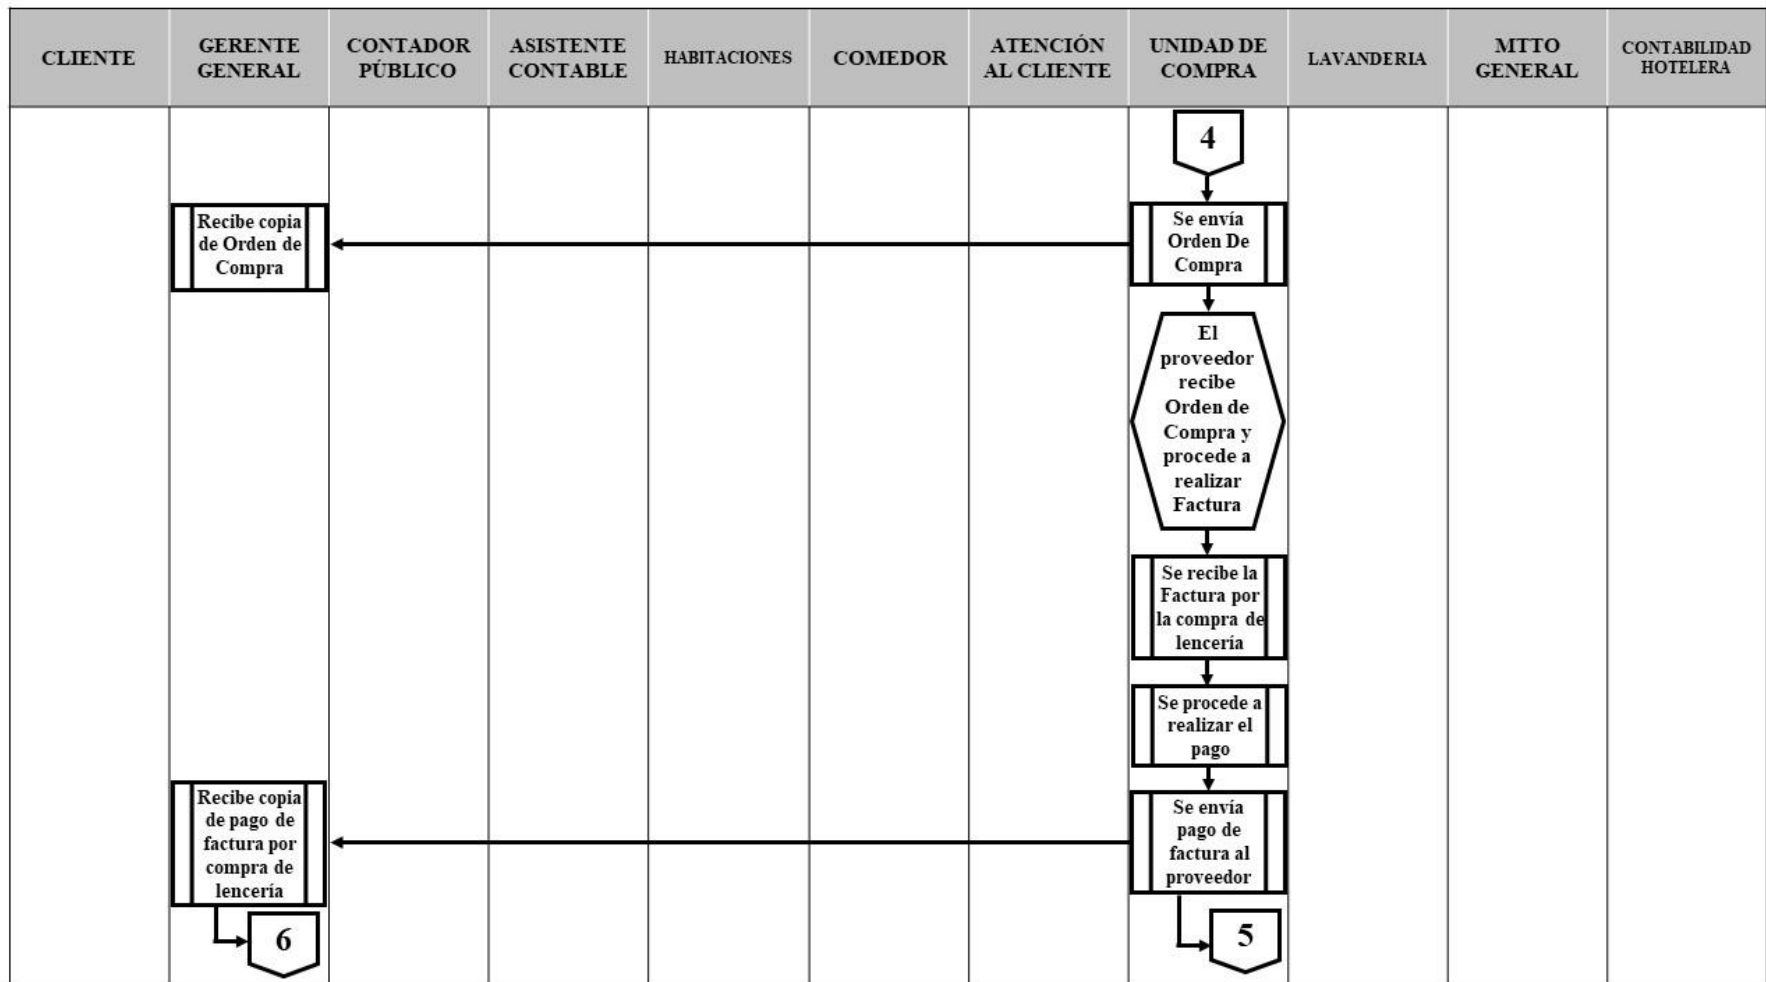 CLIENTE
GERENTE
GENERAL
CONTADOR
PÚBLICO
ASISTENTE
CONTABLE
HABITACIONES
COMEDOR
ATENCIÓN
AL CLIENTE
UNIDAD DE
COMPRA
LAVANDERIA
MTTO
GENERAL
CONTABILIDAD
HOTELERA
4
Recibe copia
de Orden de
Compra
Se envía
Orden De
Compra
El
proveedor
recibe
Orden de
Compra y
procede a
realizar
Factura
Se recibe la
Factura por
la compra de
lencería
Se procede a
realizar el
pago
Recibe copia
de pago de
factura por
compra de
lencería
Se envía
pago de
factura al
proveedor
6
5